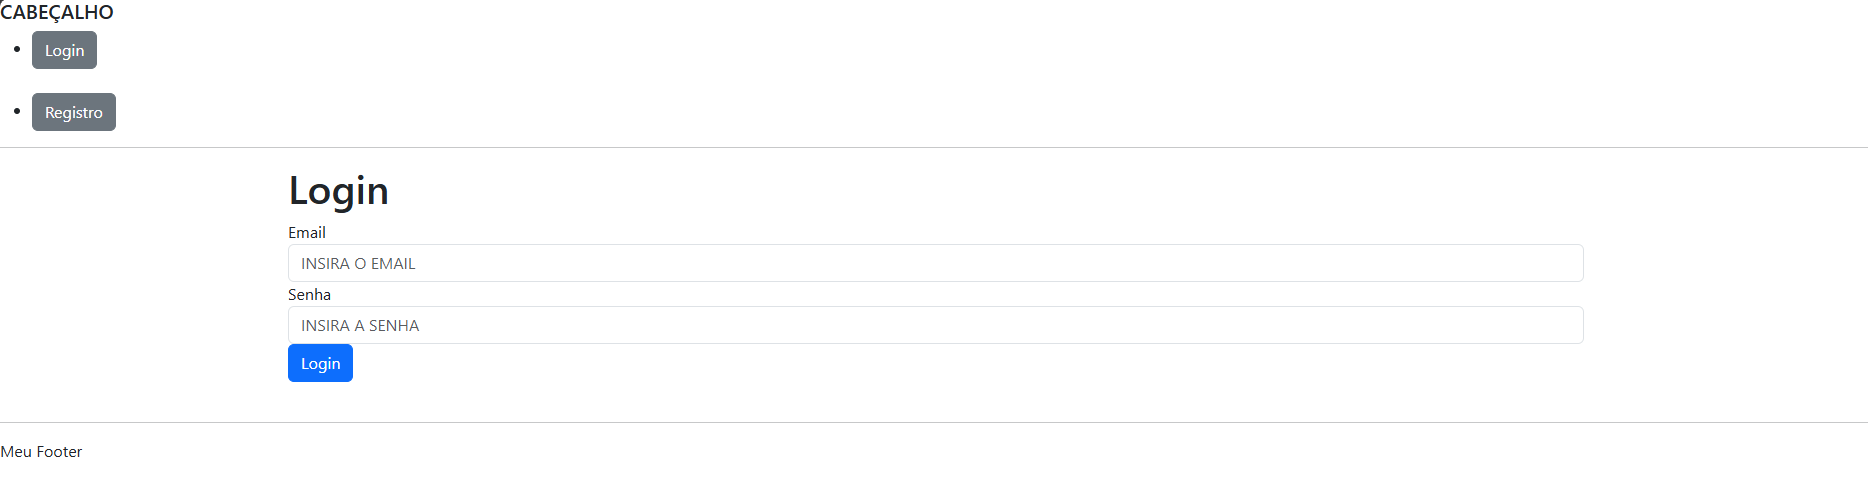 CABEÇALHO
Login
Registro
Login
Email
INSIRA O EMAIL
Senha
INSIRA A SENHA
Login
Meu Footer